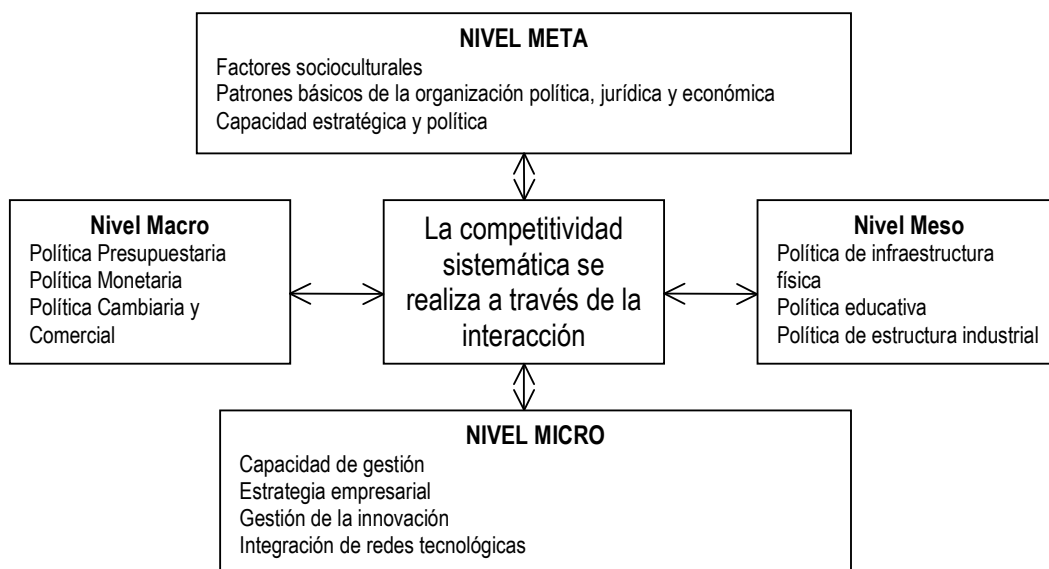 NIVEL META
Factores socioculturales
Patrones básicos de la organización política, jurídica y económica
Capacidad estratégica y política
Nivel Macro
Política Presupuestaria
Política Monetaria
Política Cambiaria y
Comercial
La competitividad
sistemática se
realiza a través de la
interacción
Nivel Meso
Política de infraestructura
física
Política educativa
Política de estructura industrial
NIVEL MICRO
Capacidad de gestión
Estrategia empresarial
Gestión de la innovación
Integración de redes tecnológicas